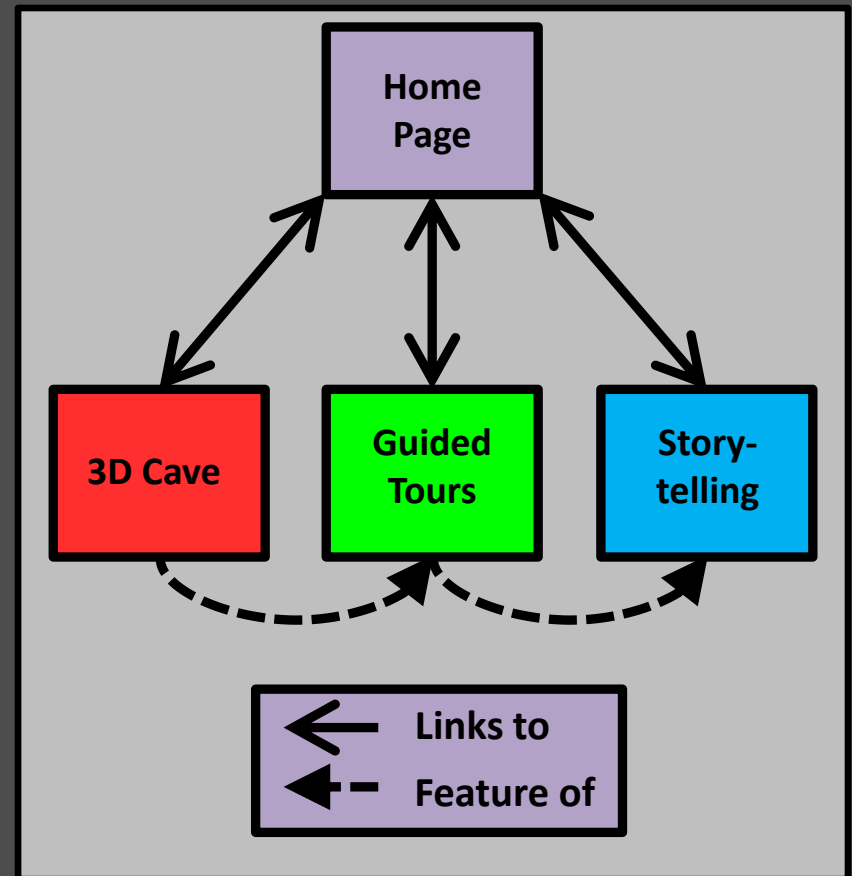 Home
Page
3D Cave
Guided
Tours
Story-
telling
Links to
Feature of